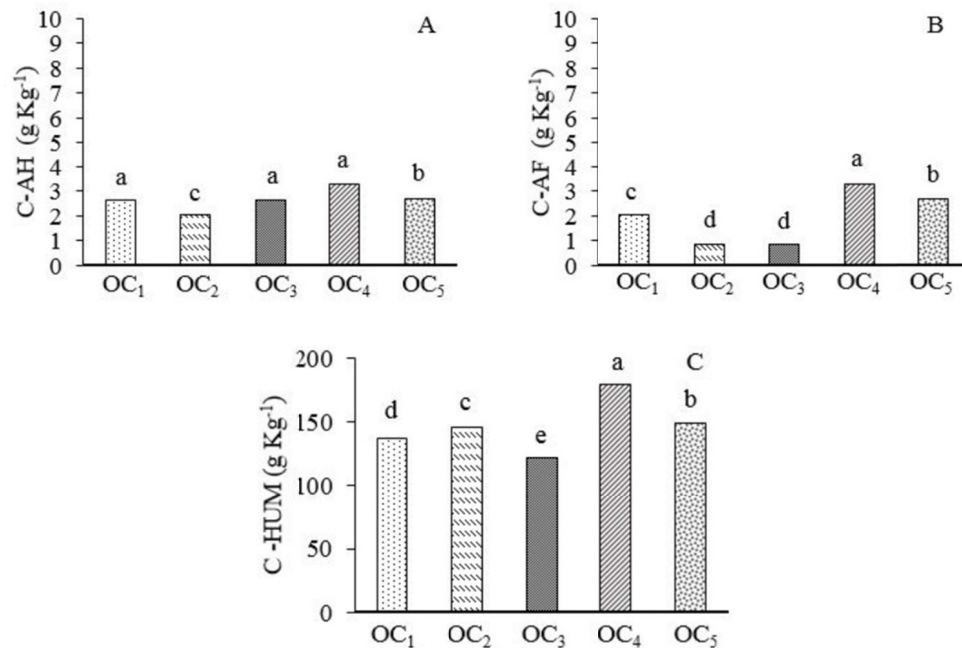 A
C-AH (g Kg⁻¹)
10
9
8
7
6
5
4
3
2
1
0
a
c
a
a
b
OC₁ OC₂ OC₃ OC₄ OC₅
B
C-AF (g Kg⁻¹)
10
9
8
7
6
5
4
3
2
1
0
c
d
d
a
b
OC₁ OC₂ OC₃ OC₄ OC₅
C
C -HUM (g Kg⁻¹)
200
150
100
50
0
d
c
e
a
b
OC₁ OC₂ OC₃ OC₄ OC₅